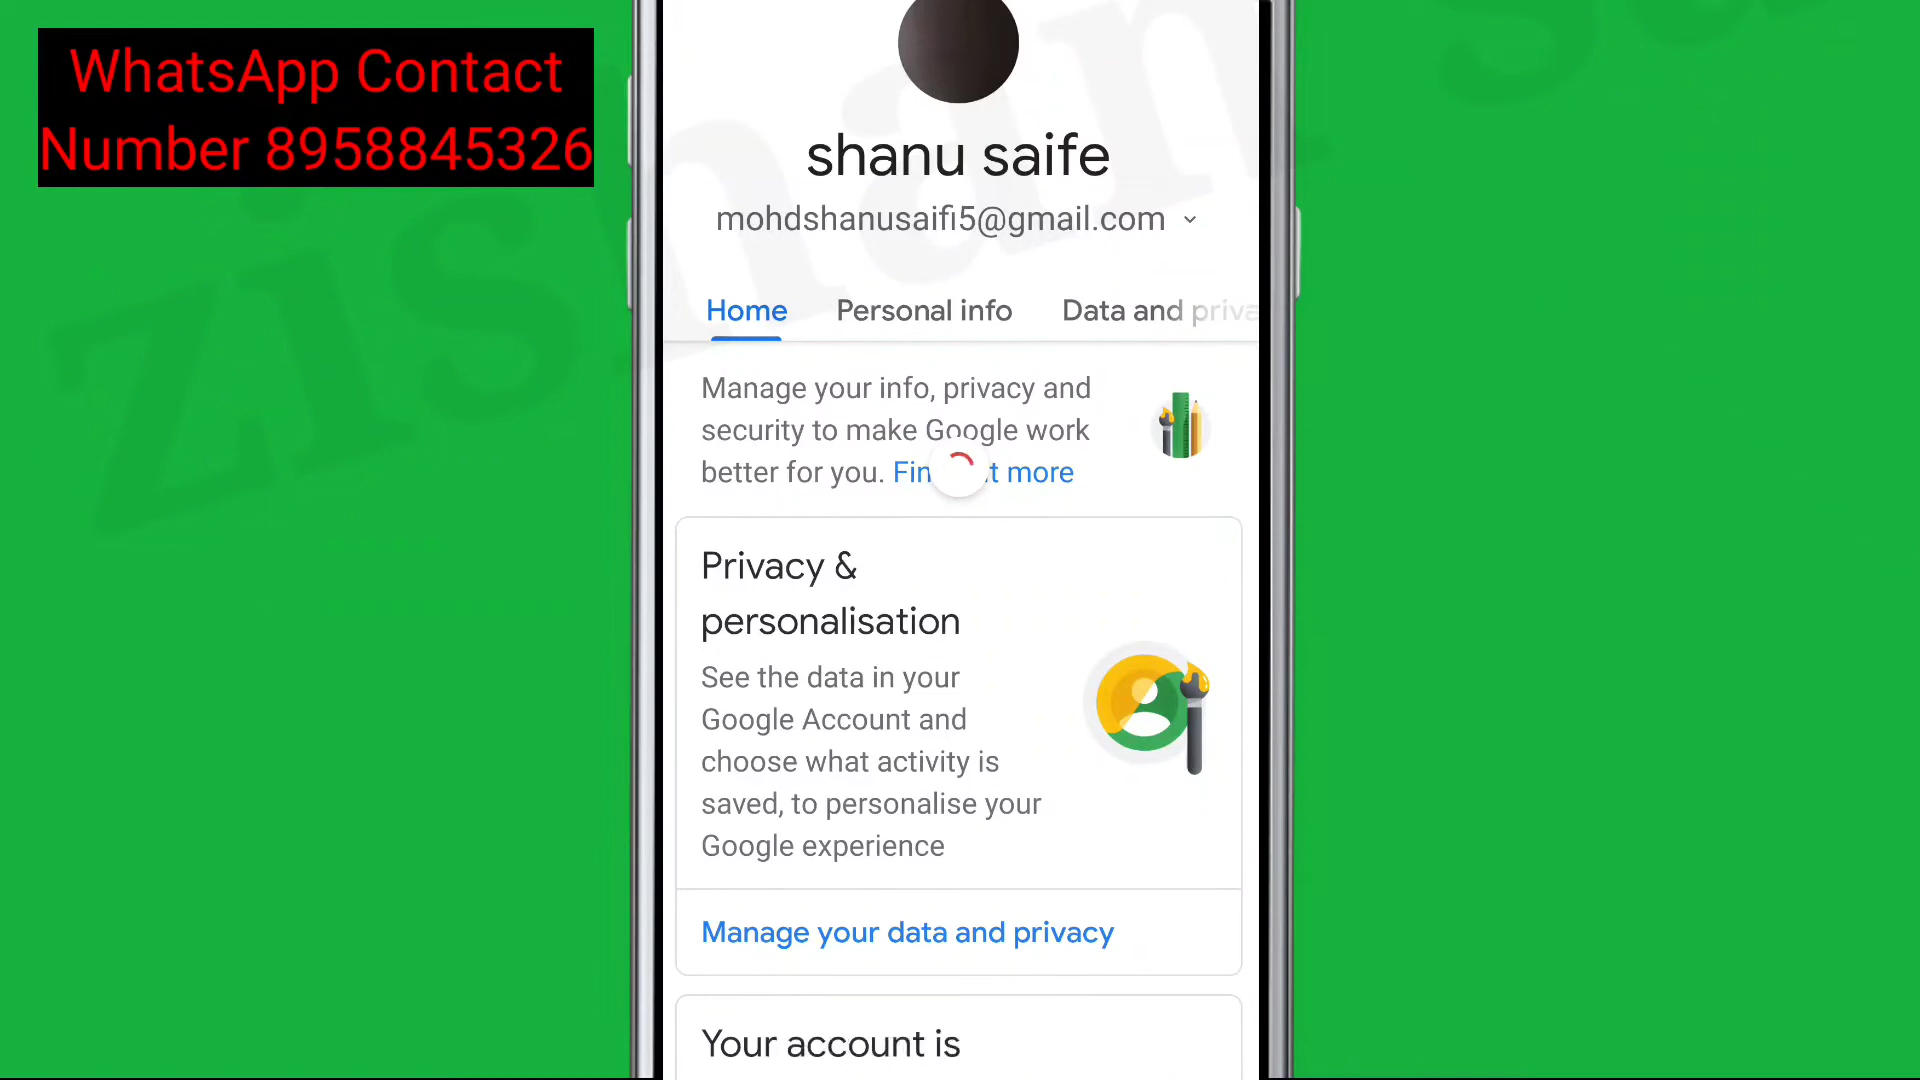 WhatsApp Contact
Number 8958845326
shanu saife
mohdshanusaifi5@gmail.com
Home Personal info Data and priva
Manage your info, privacy and
security to make Google work
better for you. Fin t more
Privacy &
personalisation
See the data in your
Google Account and
choose what activity is
saved, to personalise your
Google experience
Manage your data and privacy
Your account is